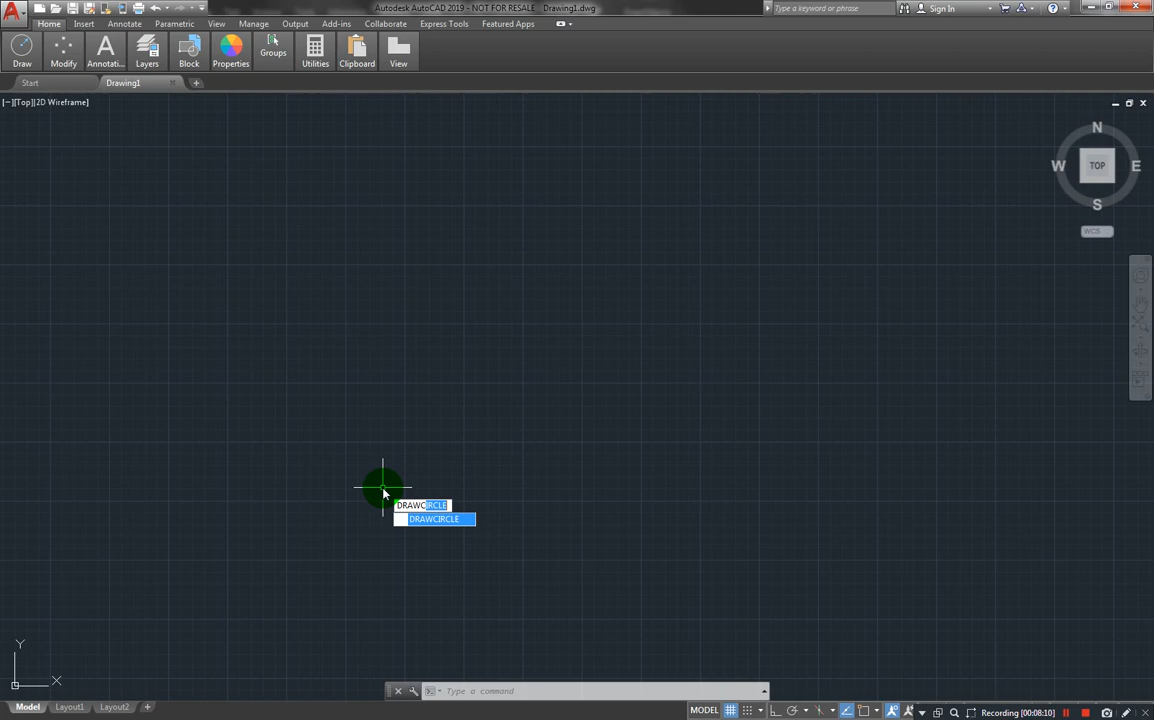 Autodesk AutoCAD 2019 - NOT FOR RESALE Drawing1.dwg
Type a keyword or phrase
Sign In
Home Insert Annotate Parametric View Manage Output Add-ins Collaborate Express Tools Featured Apps
Draw Modify Annotati... Layers Block Properties Groups Utilities Clipboard View
Start Drawing1
[−][Top][2D Wireframe]
N
W TOP E
S
WCS
DRAWCIRCLE
DRAWCIRCLE
Y
X
Type a command
Model Layout1 Layout2
MODEL
Recording [00:08:10]